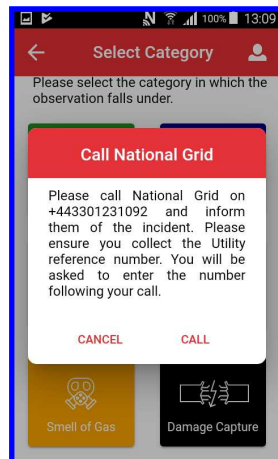 100% 13:09
Select Category
Please select the category in which the
observation falls under.
Call National Grid
Please call National Grid on
+443301231092 and inform
them of the incident. Please
ensure you collect the Utility
reference number. You will be
asked to enter the number
following your call.
CANCEL CALL
Smell of Gas Damage Capture